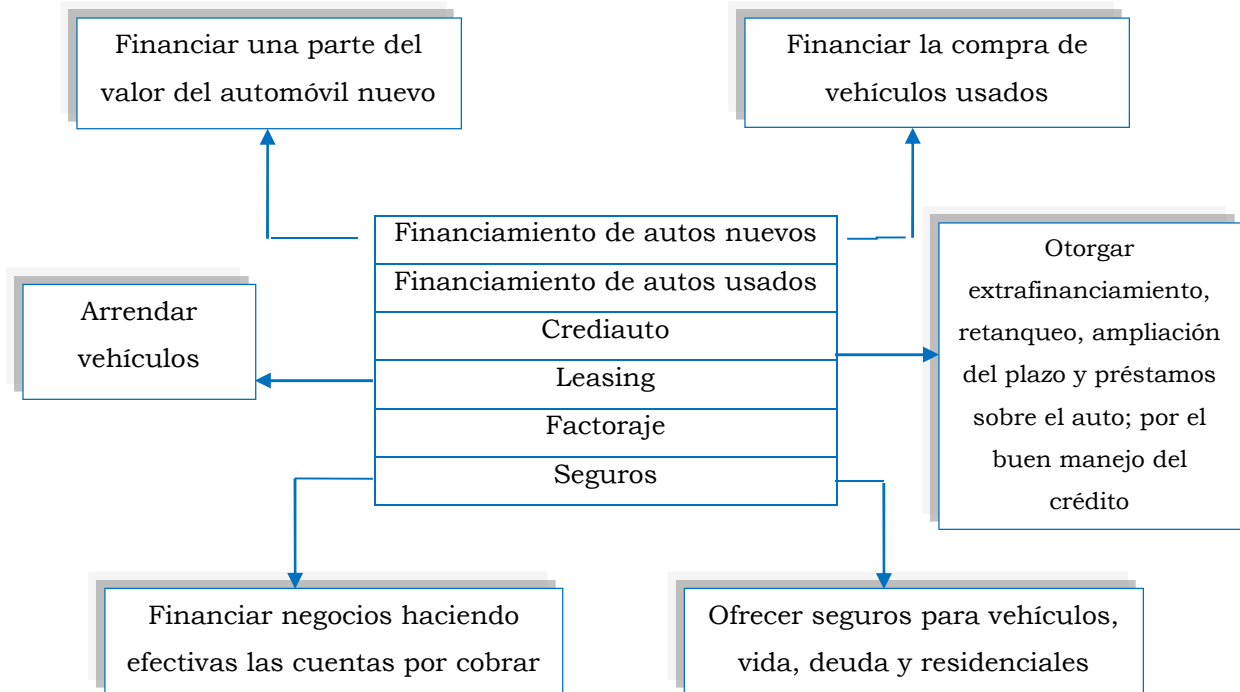 Financiar una parte del
valor del automóvil nuevo
Financiar la compra de
vehículos usados
Financiamiento de autos nuevos
Financiamiento de autos usados
Crediauto
Leasing
Factoraje
Seguros
Arrendar
vehículos
Otorgar
extrafinanciamiento,
retanqueo, ampliación
del plazo y préstamos
sobre el auto; por el
buen manejo del
crédito
Financiar negocios haciendo
efectivas las cuentas por cobrar
Ofrecer seguros para vehículos,
vida, deuda y residenciales